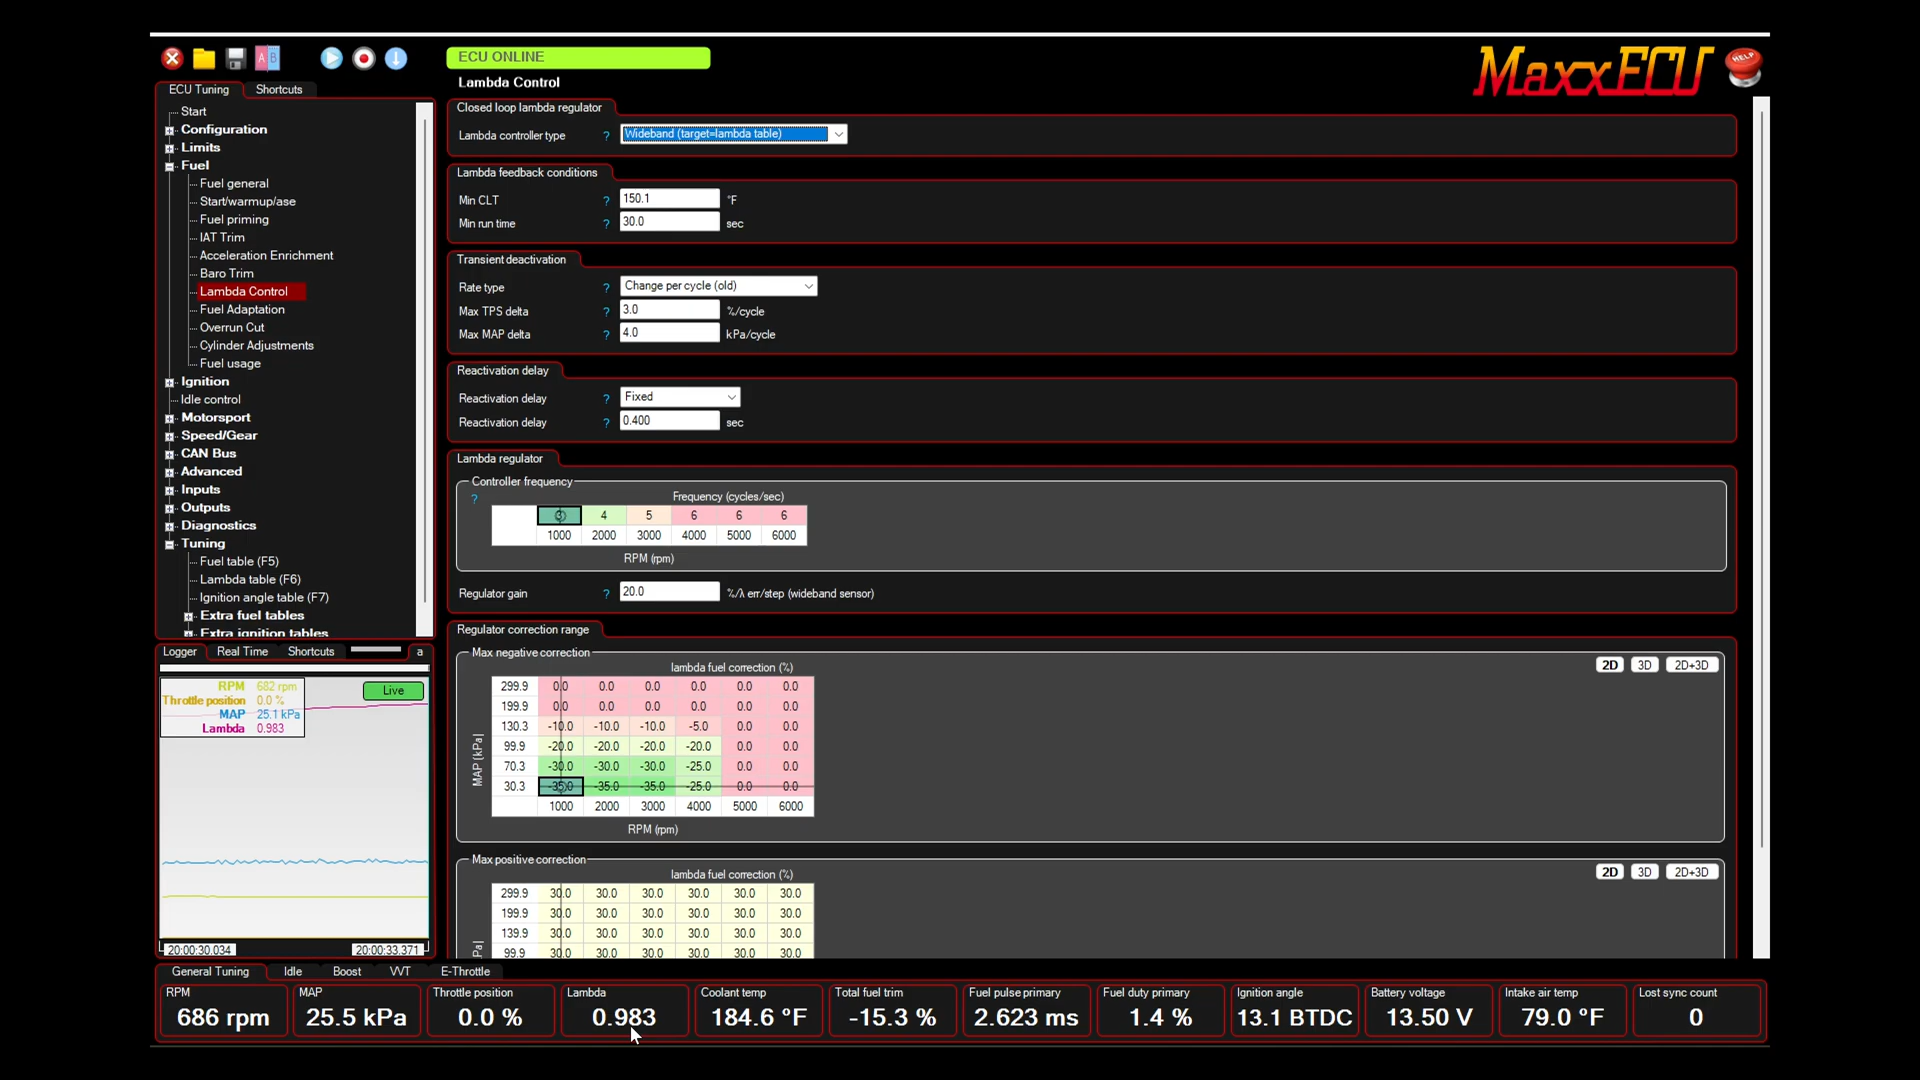 ECU ONLINE
MaxxECU
HELP
A B
ECU Tuning Shortcuts
Lambda Control
Start
Configuration
Limits
Fuel
Fuel general
Start/warmup/ase
Fuel priming
IAT Trim
Acceleration Enrichment
Baro Trim
Lambda Control
Fuel Adaptation
Overrun Cut
Cylinder Adjustments
Fuel usage
Ignition
Idle control
Motorsport
Speed/Gear
CAN Bus
Advanced
Inputs
Outputs
Diagnostics
Tuning
Fuel table (F5)
Lambda table (F6)
Ignition angle table (F7)
Extra fuel tables
Extra ignition tables
Closed loop lambda regulator
Lambda controller type ? Wideband (target=lambda table)
Lambda feedback conditions
Min CLT ? 150.1 °F
Min run time ? 30.0 sec
Transient deactivation
Rate type ? Change per cycle (old)
Max TPS delta ? 3.0 %/cycle
Max MAP delta ? 4.0 kPa/cycle
Reactivation delay
Reactivation delay ? Fixed
Reactivation delay ? 0.400 sec
Lambda regulator
Controller frequency
? Frequency (cycles/sec)
3 4 5 6 6 6
1000 2000 3000 4000 5000 6000
RPM (rpm)
Regulator gain ? 20.0 %/λ err/step (wideband sensor)
Regulator correction range
Max negative correction
lambda fuel correction (%) 2D 3D 2D+3D
299.9 0.0 0.0 0.0 0.0 0.0 0.0
199.9 0.0 0.0 0.0 0.0 0.0 0.0
130.3 -10.0 -10.0 -10.0 -5.0 0.0 0.0
99.9 -20.0 -20.0 -20.0 -20.0 0.0 0.0
70.3 -30.0 -30.0 -30.0 -25.0 0.0 0.0
30.3 -35.0 -35.0 -35.0 -25.0 0.0 0.0
MAP [kPa]
1000 2000 3000 4000 5000 6000
RPM (rpm)
Max positive correction
lambda fuel correction (%) 2D 3D 2D+3D
299.9 30.0 30.0 30.0 30.0 30.0 30.0
199.9 30.0 30.0 30.0 30.0 30.0 30.0
139.9 30.0 30.0 30.0 30.0 30.0 30.0
99.9 30.0 30.0 30.0 30.0 30.0 30.0
Pa]
Logger Real Time Shortcuts a
RPM 682 rpm
Throttle position 0.0 %
MAP 25.1 kPa
Lambda 0.983
Live
20:00:30.034 20:00:33.371
General Tuning Idle Boost VVT E-Throttle
RPM MAP Throttle position Lambda Coolant temp Total fuel trim Fuel pulse primary Fuel duty primary Ignition angle Battery voltage Intake air temp Lost sync count
686 rpm 25.5 kPa 0.0 % 0.983 184.6 °F -15.3 % 2.623 ms 1.4 % 13.1 BTDC 13.50 V 79.0 °F 0